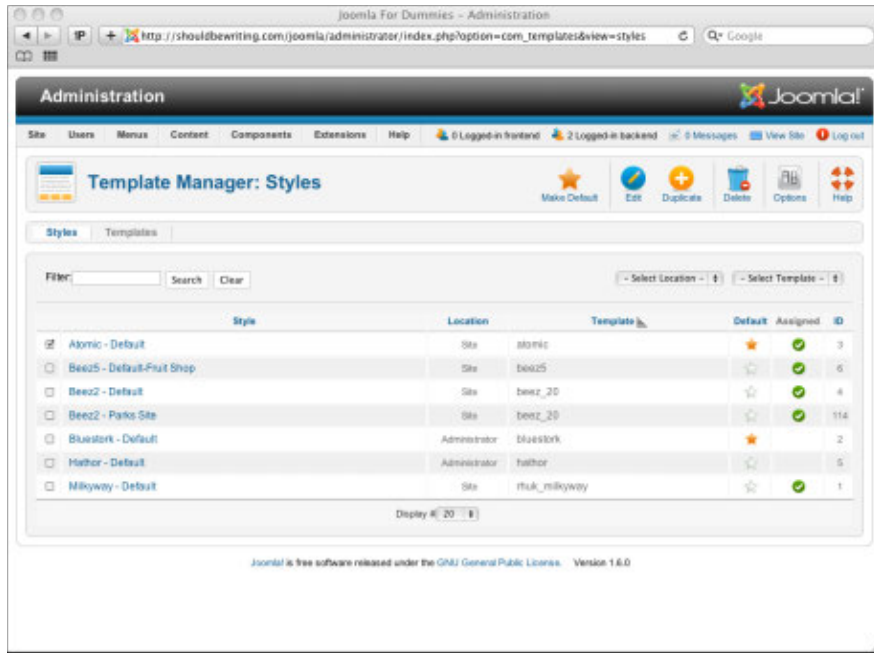 Joomla For Dummies – Administration
http://shouldbewriting.com/joomla/administrator/index.php?option=com_templates&view=styles Google
Administration Joomla!
Site Users Menus Content Components Extensions Help 0 Logged-in frontend 2 Logged-in backend 0 Messages View Site Log out
Template Manager: Styles
Make Default Edit Duplicate Delete Options Help
Styles Templates
Filter: Search Clear - Select Location - - Select Template -
Style Location Template Default Assigned ID
Atomic - Default Site atomic 3
Beez5 - Default-Fruit Shop Site beez5 6
Beez2 - Default Site beez_20 4
Beez2 - Parks Site Site beez_20 114
Bluestork - Default Administrator bluestork 2
Hathor - Default Administrator hathor 5
Milkyway - Default Site rhuk_milkyway 1
Display # 20
Joomla! is free software released under the GNU General Public License. Version 1.6.0